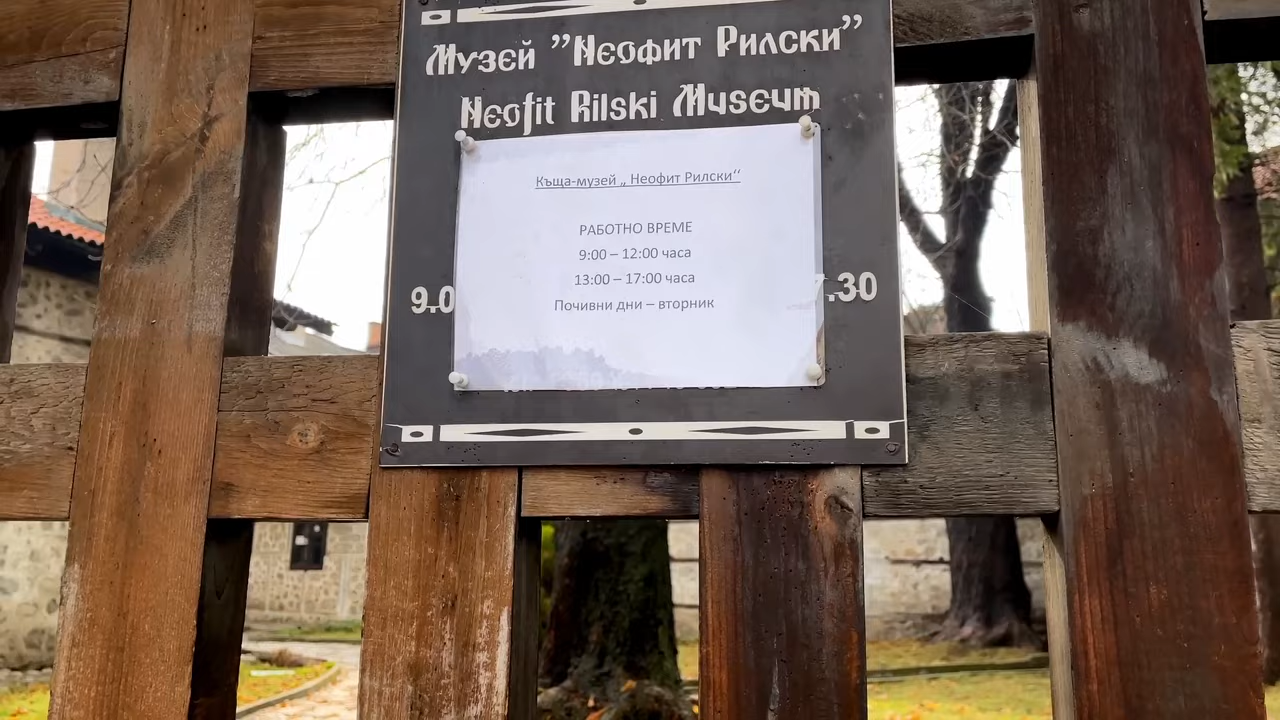 Музей ”Неофит Рилски”
Neofit Rilski Museum
Къща-музей „Неофит Рилски“
РАБОТНО ВРЕМЕ
9:00 – 12:00 часа
13:00 – 17:00 часа
9.0 .30
Почивни дни – вторник